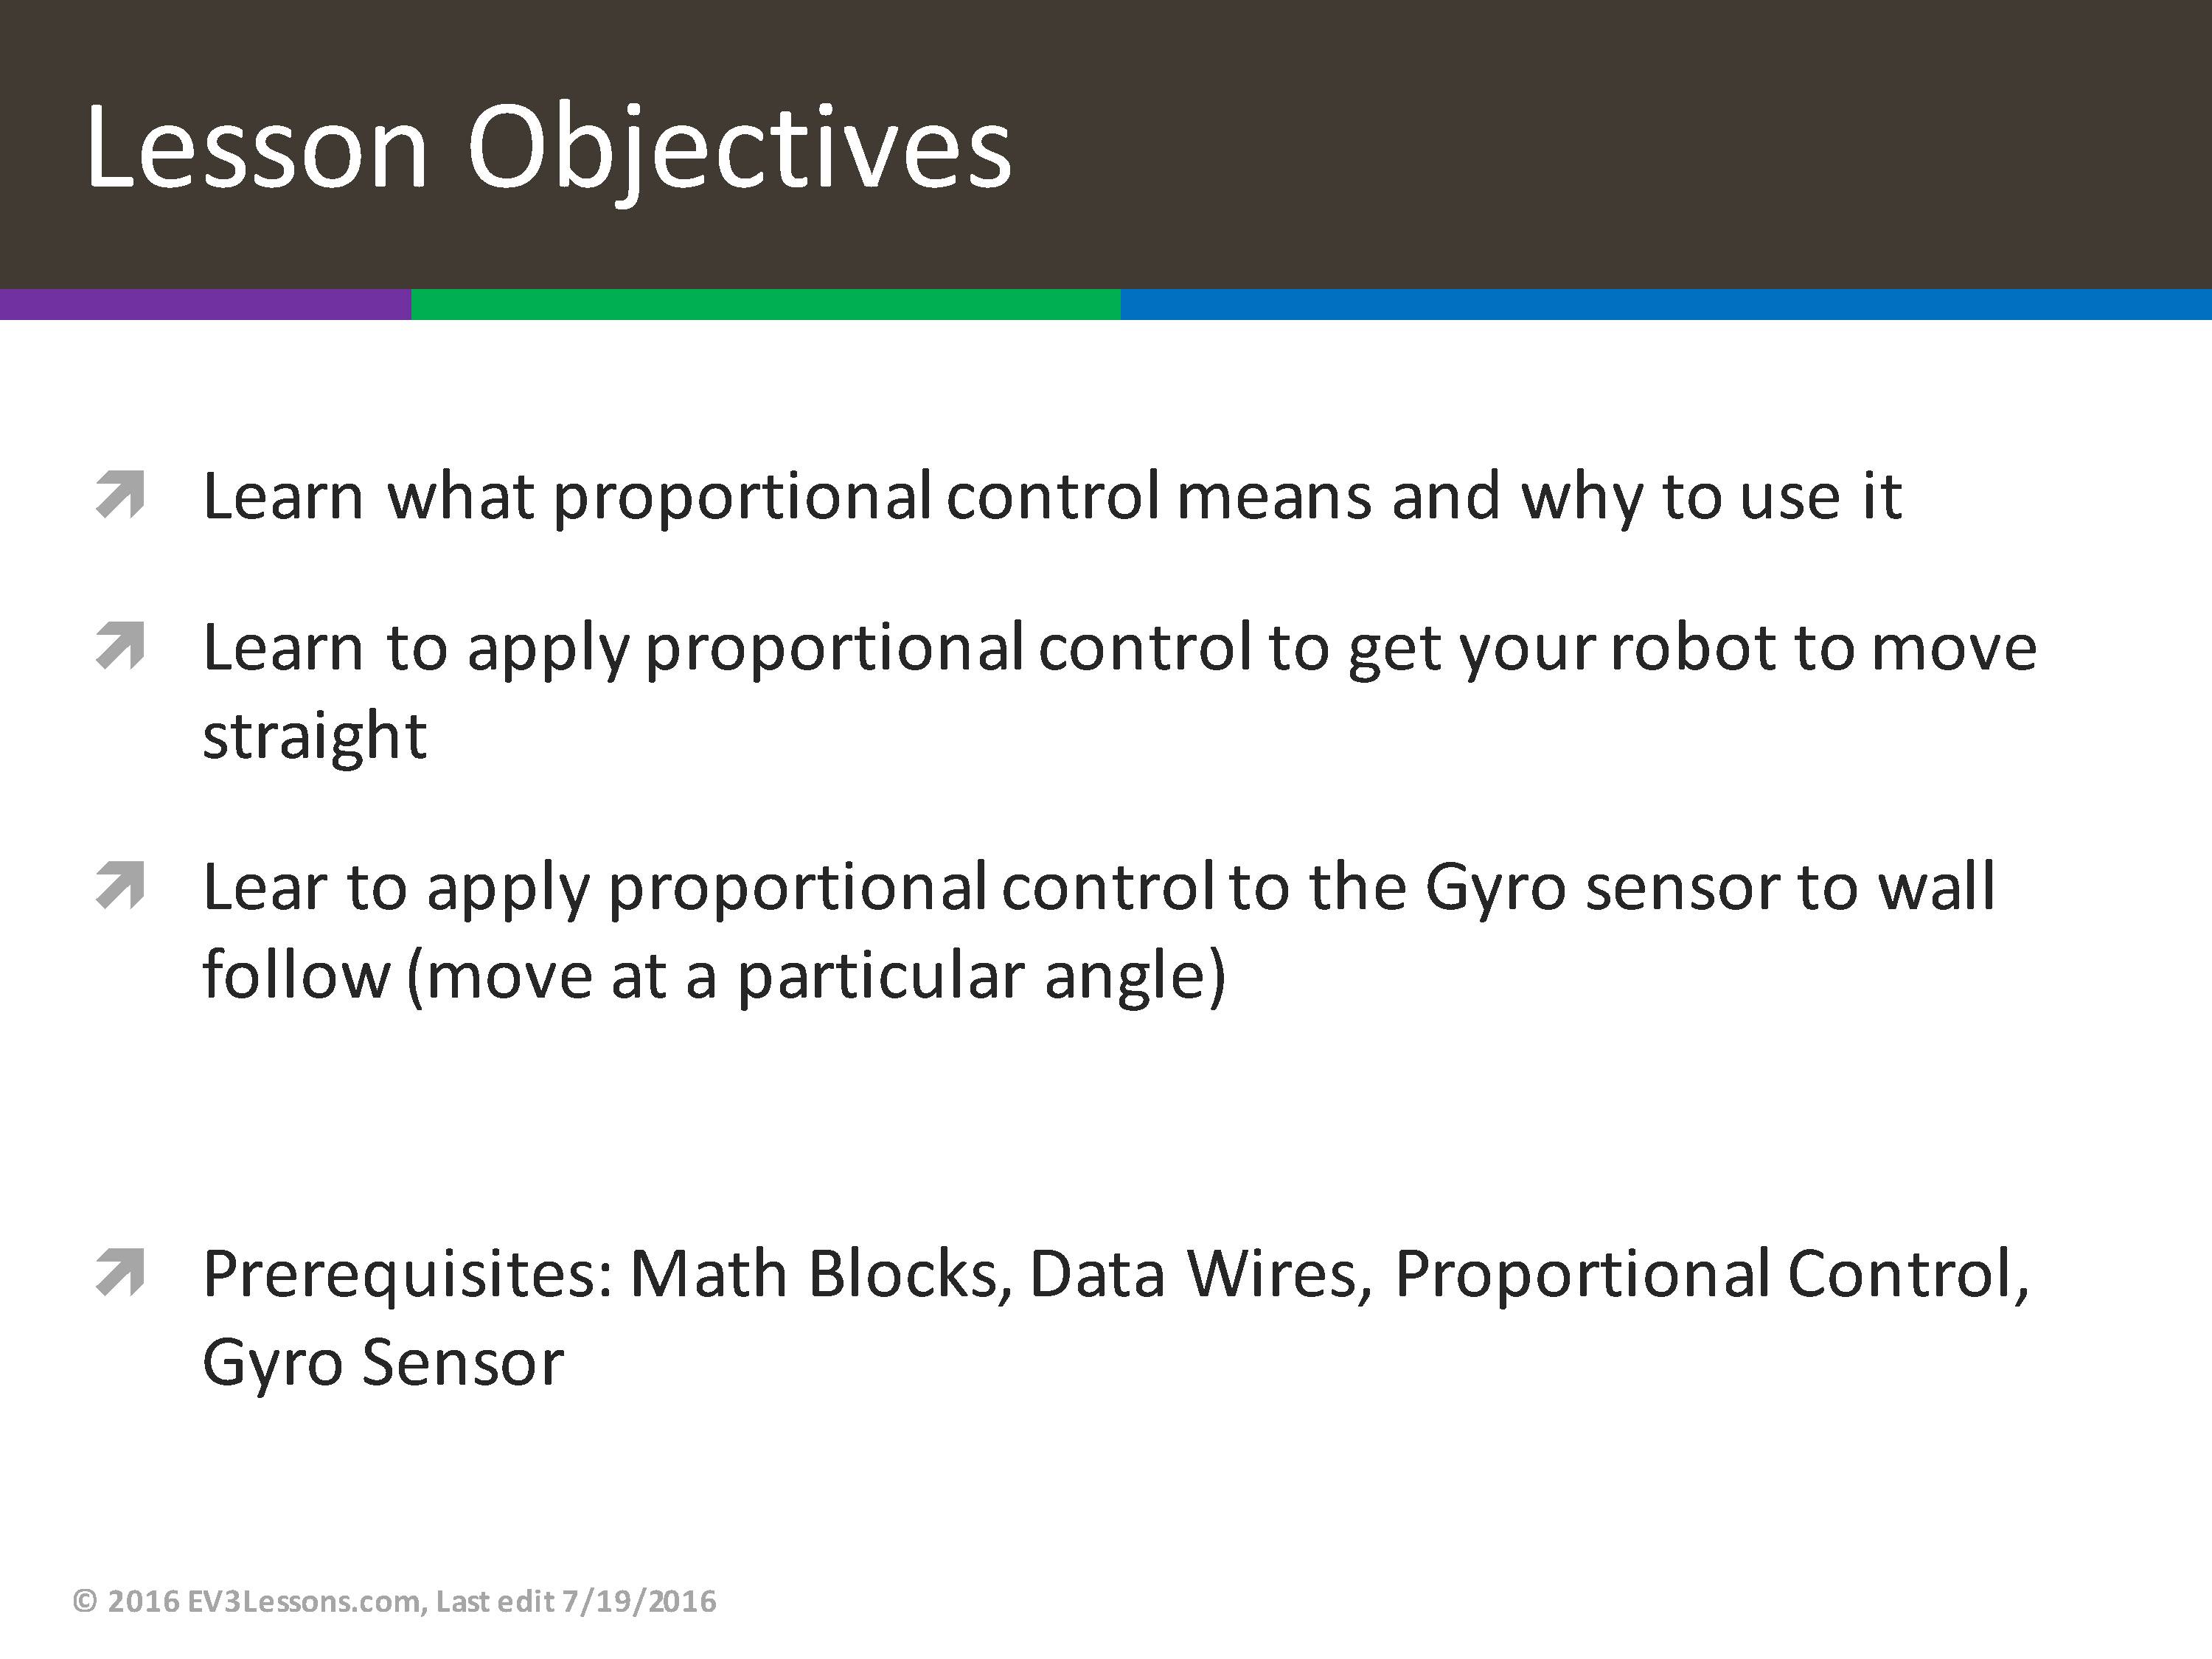 Lesson Objectives
Learn what proportional control means and why to use it
Learn to apply proportional control to get your robot to move
straight
Lear to apply proportional control to the Gyro sensor to wall
follow (move at a particular angle)
Prerequisites: Math Blocks, Data Wires, Proportional Control,
Gyro Sensor
© 2016 EV3Lessons.com, Last edit 7/19/2016